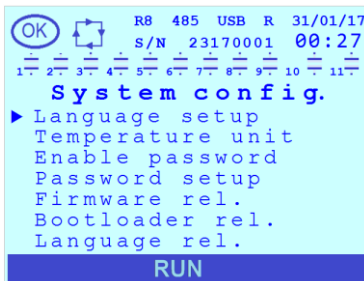 OK R8 485 USB R 31/01/17
S/N 23170001 00:27
1 2 3 4 5 6 7 8 9 10 11
System config.
Language setup
Temperature unit
Enable password
Password setup
Firmware rel.
Bootloader rel.
Language rel.
RUN